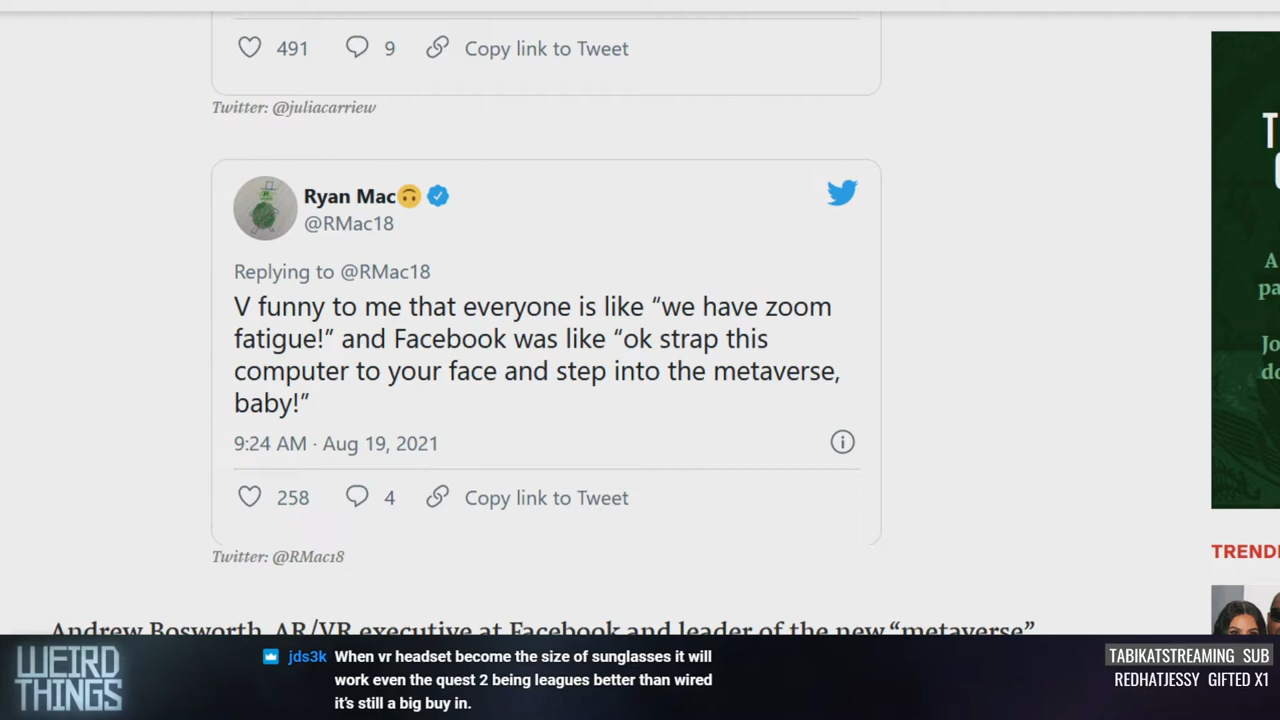 491 9 Copy link to Tweet
Twitter: @juliacarriew
Ryan Mac🙃
@RMac18
Replying to @RMac18
V funny to me that everyone is like “we have zoom
fatigue!” and Facebook was like “ok strap this
computer to your face and step into the metaverse,
baby!”
9:24 AM · Aug 19, 2021
258 4 Copy link to Tweet
Twitter: @RMac18
Andrew Bosworth, AR/VR executive at Facebook and leader of the new “metaverse”
TRENDI
WEIRD
THINGS
jds3k When vr headset become the size of sunglasses it will
work even the quest 2 being leagues better than wired
it’s still a big buy in.
TABIKATSTREAMING SUB
REDHATJESSY GIFTED X1